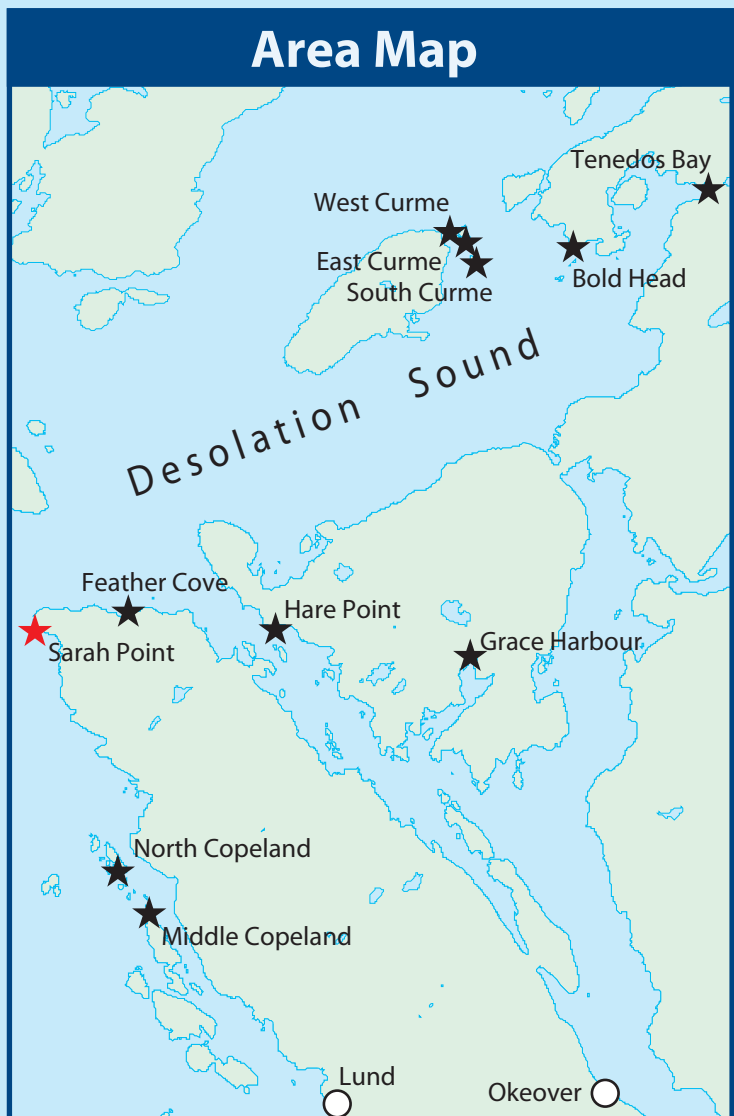 Area Map
Tenedos Bay
West Curme
East Curme
Bold Head
South Curme
Desolation Sound
Feather Cove
Hare Point
Sarah Point
Grace Harbour
North Copeland
Middle Copeland
Lund
Okeover